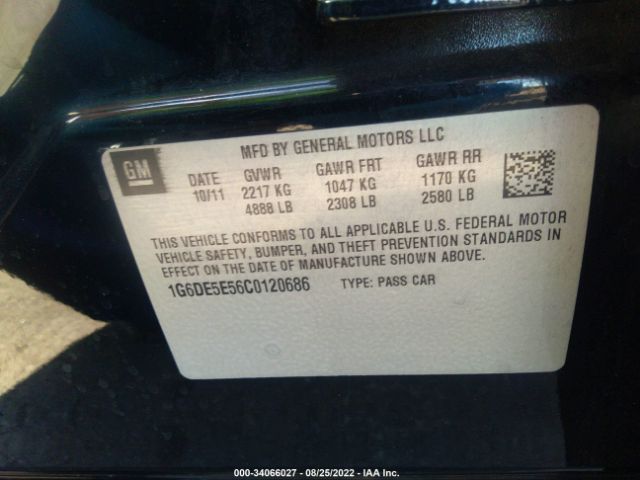 GM
MFD BY GENERAL MOTORS LLC
DATE GVWR GAWR FRT GAWR RR
10/11 2217 KG 1047 KG 1170 KG
4888 LB 2308 LB 2580 LB
THIS VEHICLE CONFORMS TO ALL APPLICABLE U.S. FEDERAL MOTOR
VEHICLE SAFETY, BUMPER, AND THEFT PREVENTION STANDARDS IN
EFFECT ON THE DATE OF MANUFACTURE SHOWN ABOVE.
1G6DE5E56C0120686 TYPE: PASS CAR
000-34066027 - 08/25/2022 - IAA Inc.